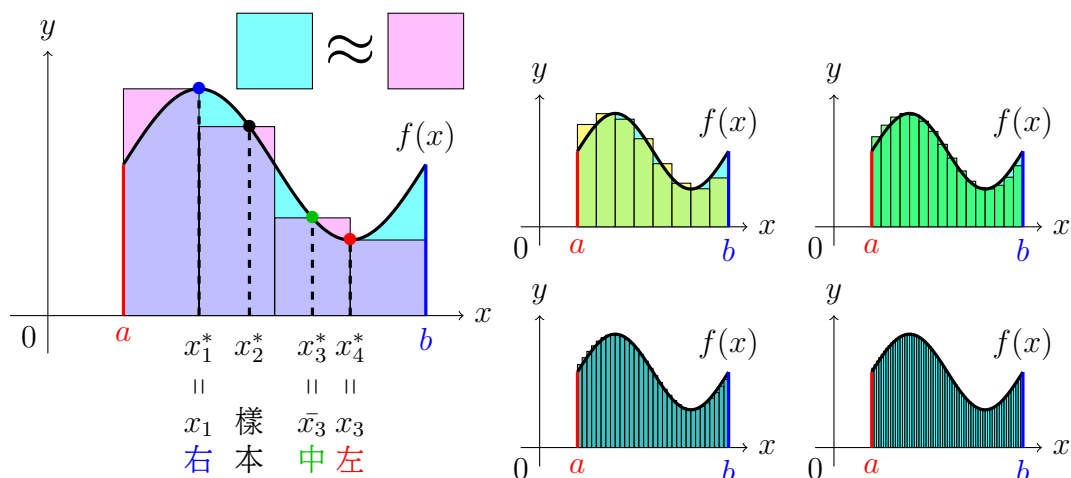 ≈
y
f(x)
x
0
a
b
x₁* x₂* x₃* x₄*
= = =
x₁ 樣 x̄₃ x₃
右 本 中 左
y
f(x)
x
0
a
b
y
f(x)
x
0
a
b
y
f(x)
x
0
a
b
y
f(x)
x
0
a
b